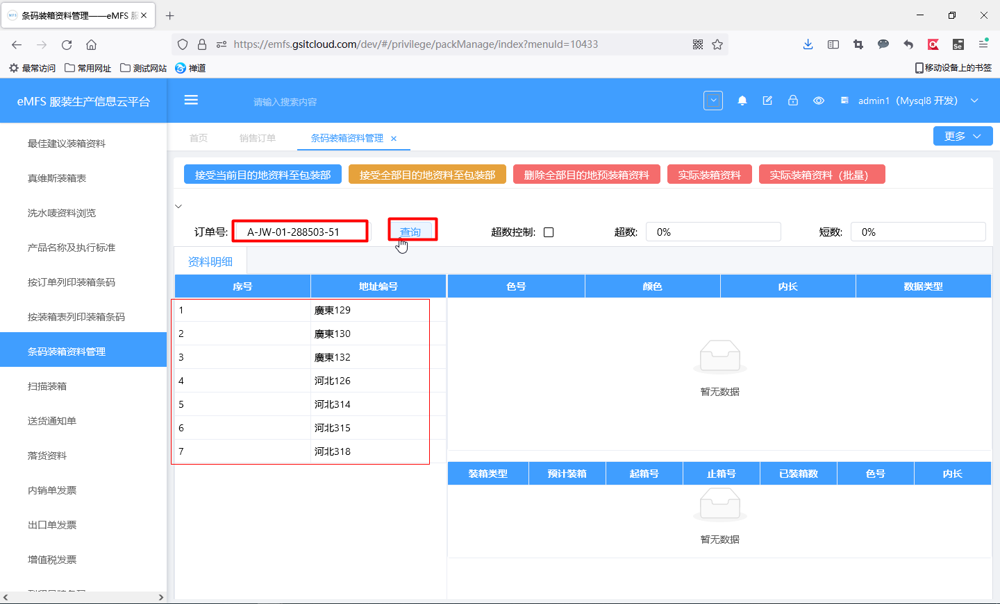 条码装箱资料管理——eMFS 服
https://emfs.gsitcloud.com/dev/#/privilege/packManage/index?menuId=10433
最常访问 常用网址 测试网站 禅道 移动设备上的书签
eMFS 服装生产信息云平台 请输入搜索内容 admin1（Mysql8 开发）
首页 销售订单 条码装箱资料管理 更多
最佳建议装箱资料
真维斯装箱表
洗水唛资料浏览
产品名称及执行标准
按订单列印装箱条码
按装箱表列印装箱条码
条码装箱资料管理
扫描装箱
送货通知单
落货资料
内销单发票
出口单发票
增值税发票
接受当前目的地资料至包装部 接受全部目的地资料至包装部 删除全部目的地预装箱资料 实际装箱资料 实际装箱资料（批量）
订单号: A-JW-01-288503-51 查询 超数控制: 超数: 0% 短数: 0%
资料明细
序号 地址编号 色号 颜色 内长 数据类型
1 廣東129
2 廣東130
3 廣東132
4 河北126
5 河北314
6 河北315
7 河北318
暂无数据
装箱类型 预计装箱 起箱号 止箱号 已装箱数 色号 内长
暂无数据